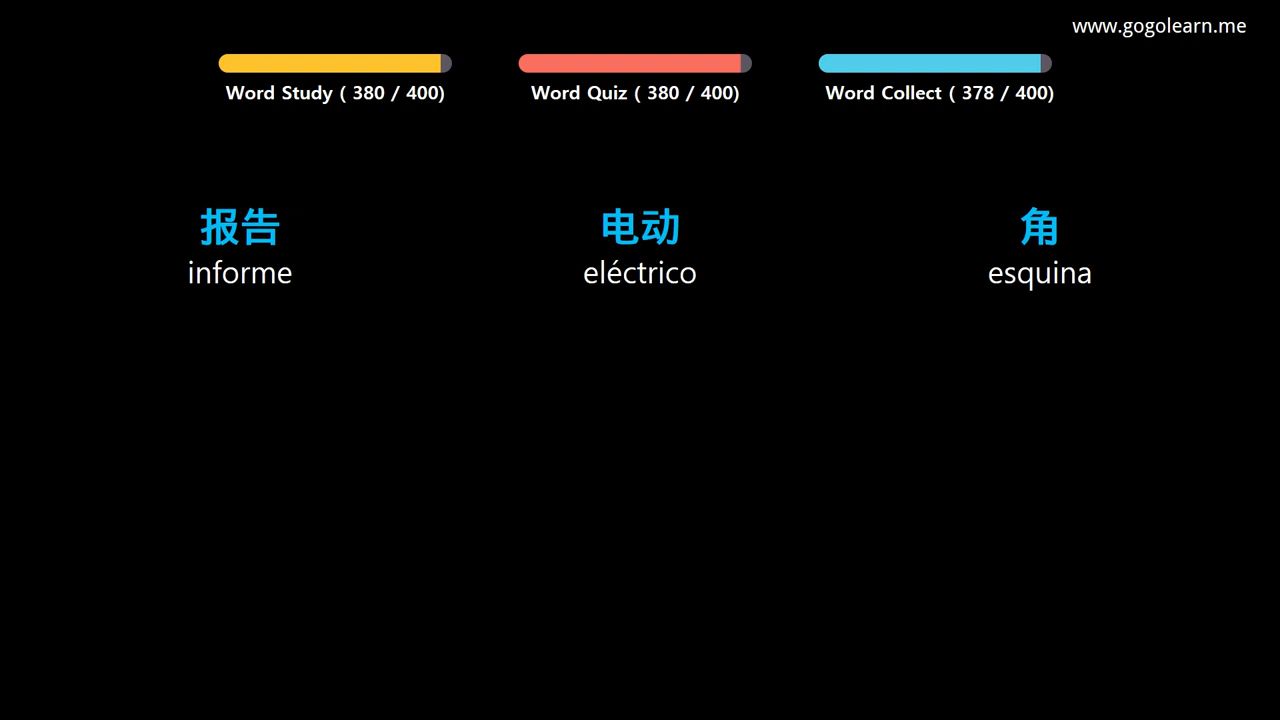 www.gogolearn.me
Word Study ( 380 / 400)
Word Quiz ( 380 / 400)
Word Collect ( 378 / 400)
报告
informe
电动
eléctrico
角
esquina